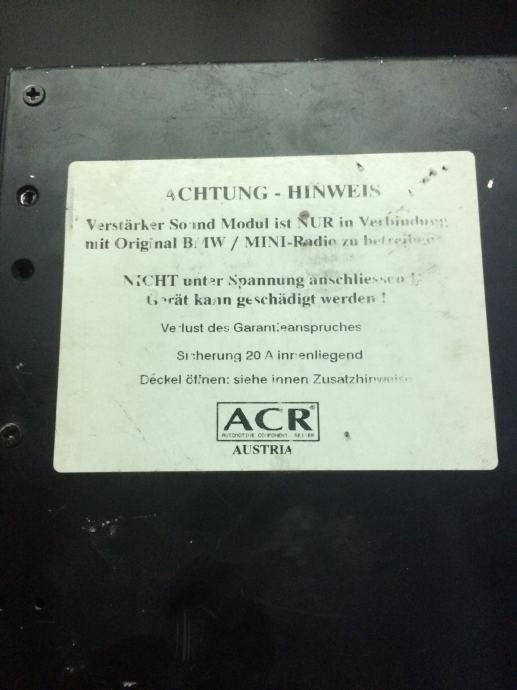 ACHTUNG - HINWEIS
Verstärker Sound Modul ist NUR in Verbindung
mit Original BMW / MINI-Radio zu betreiben
NICHT unter Spannung anschliessen !
Gerät kann geschädigt werden !
Verlust des Garantieanspruches
Sicherung 20 A innenliegend
Deckel öffnen: siehe innen Zusatzhinweise
ACR®
AUTOMOTIVE COMPONENT
AUSTRIA